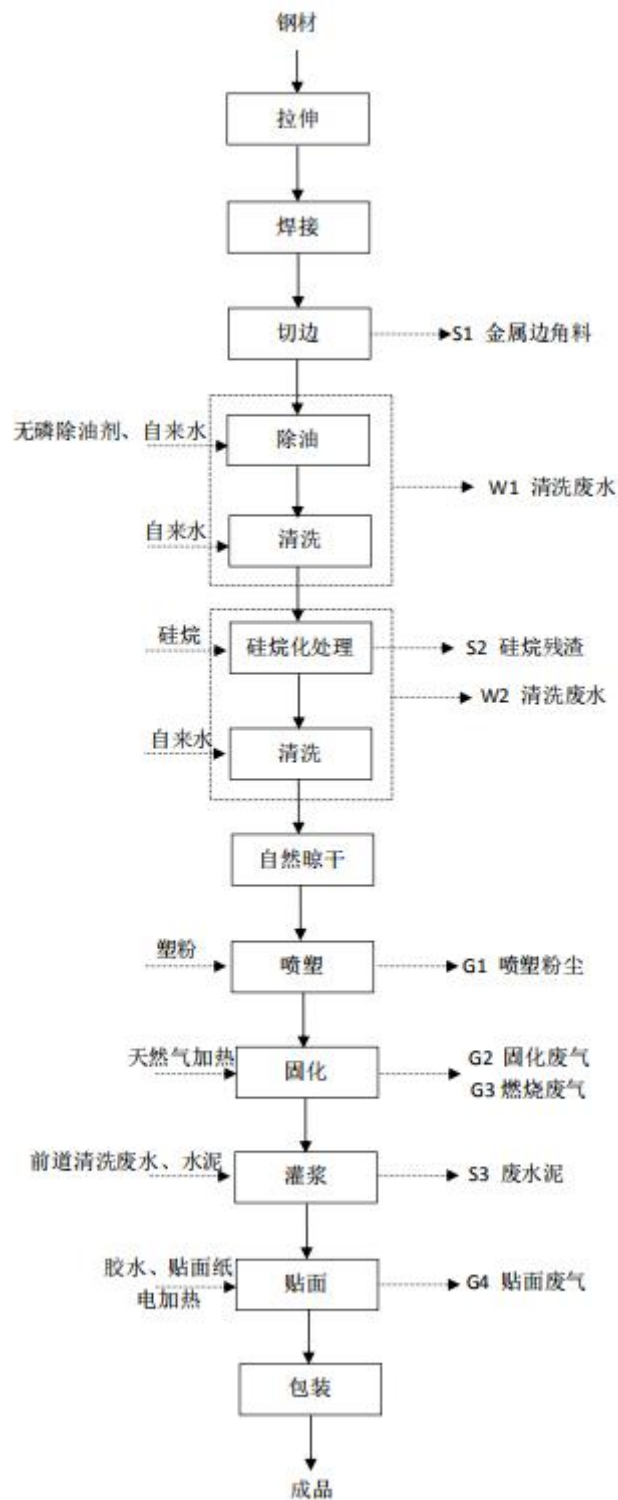 钢材
拉伸
焊接
切边
S1 金属边角料
无磷除油剂、自来水
除油
W1 清洗废水
自来水
清洗
硅烷
硅烷化处理
S2 硅烷残渣
W2 清洗废水
自来水
清洗
自然晾干
塑粉
喷塑
G1 喷塑粉尘
天然气加热
固化
G2 固化废气
G3 燃烧废气
前道清洗废水、水泥
灌浆
S3 废水泥
胶水、贴面纸
电加热
贴面
G4 贴面废气
包装
成品